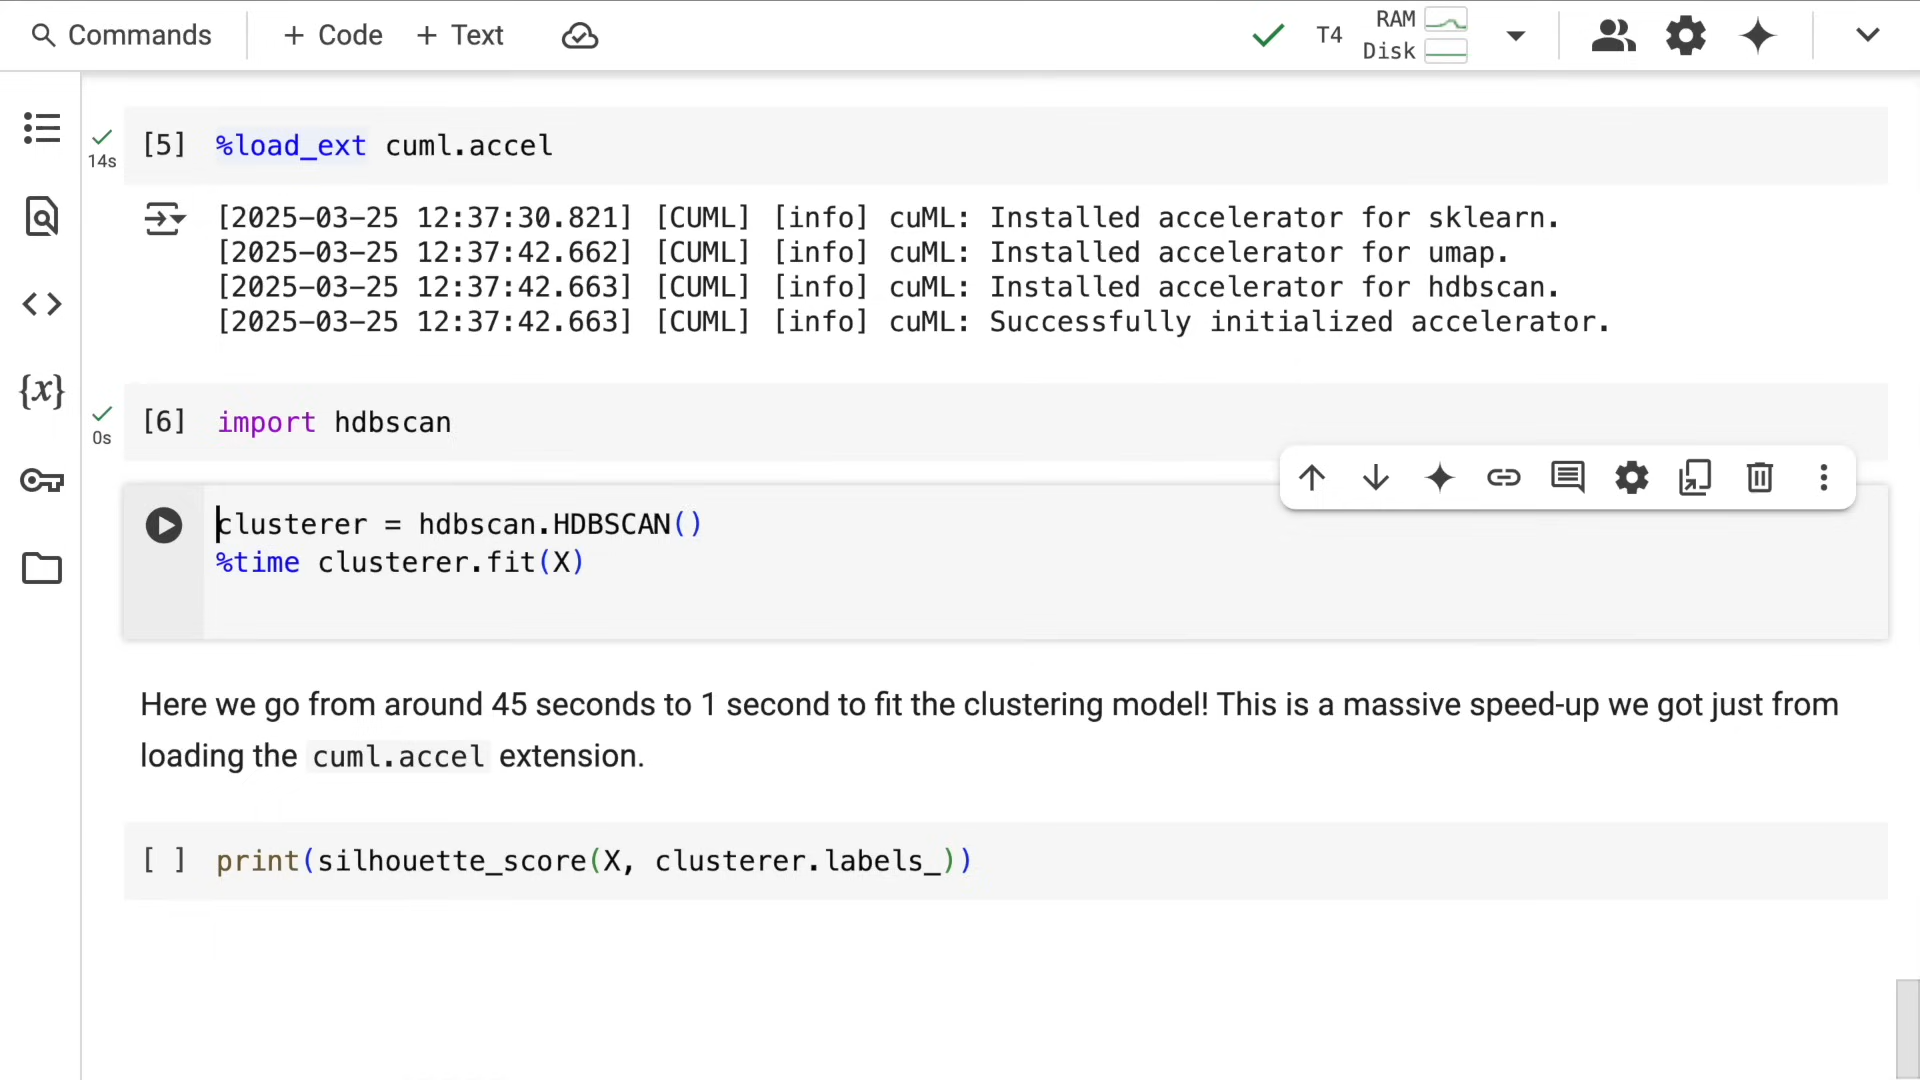 Commands + Code + Text T4 RAM
Disk
[5] %load_ext cuml.accel
14s
[2025-03-25 12:37:30.821] [CUML] [info] cuML: Installed accelerator for sklearn.
[2025-03-25 12:37:42.662] [CUML] [info] cuML: Installed accelerator for umap.
[2025-03-25 12:37:42.663] [CUML] [info] cuML: Installed accelerator for hdbscan.
[2025-03-25 12:37:42.663] [CUML] [info] cuML: Successfully initialized accelerator.
{x}
[6] import hdbscan
0s
clusterer = hdbscan.HDBSCAN()
%time clusterer.fit(X)
Here we go from around 45 seconds to 1 second to fit the clustering model! This is a massive speed-up we got just from
loading the cuml.accel extension.
[ ] print(silhouette_score(X, clusterer.labels_))